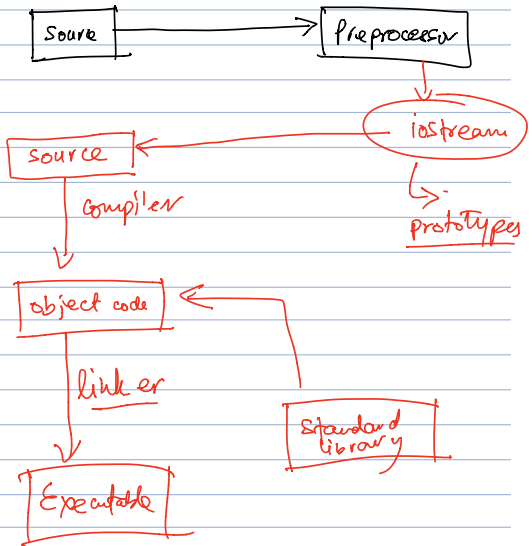 Source
Preprocessor
iostream
source
compiler
prototypes
object code
linker
Standard
library
Executable